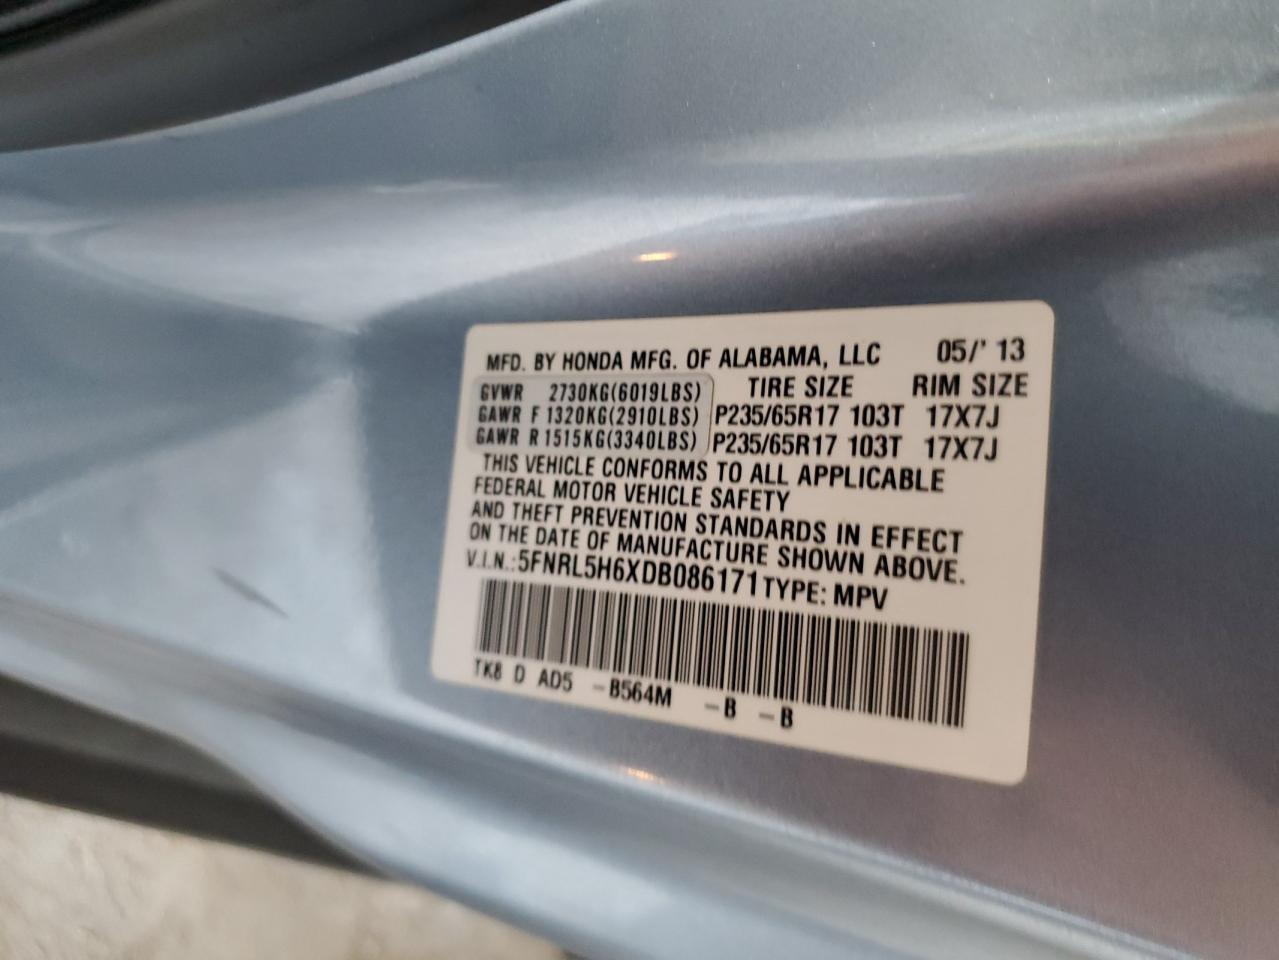 MFD. BY HONDA MFG. OF ALABAMA, LLC 05/' 13
GVWR 2730KG(6019LBS) TIRE SIZE RIM SIZE
GAWR F 1320KG(2910LBS) P235/65R17 103T 17X7J
GAWR R 1515KG(3340LBS) P235/65R17 103T 17X7J
THIS VEHICLE CONFORMS TO ALL APPLICABLE
FEDERAL MOTOR VEHICLE SAFETY
AND THEFT PREVENTION STANDARDS IN EFFECT
ON THE DATE OF MANUFACTURE SHOWN ABOVE.
V.I.N.: 5FNRL5H6XDB086171 TYPE: MPV
TK8 D AD5 -B564M -B -B